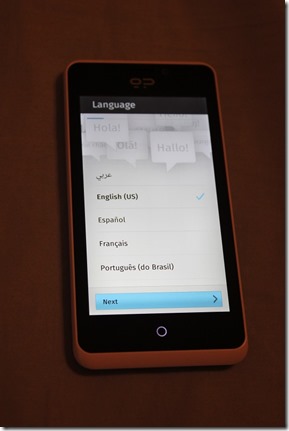 Language
Hola!
Olá!
Hallo!
عربي
English (US)
Español
Français
Português (do Brasil)
Next